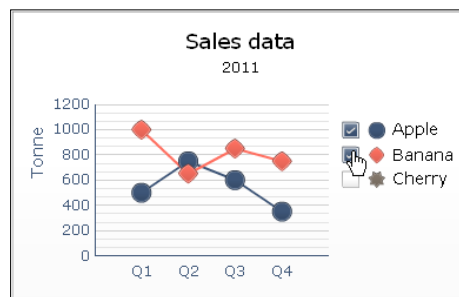 Sales data
2011
Tonne
1200
1000
800
600
400
200
0
Q1 Q2 Q3 Q4
Apple
Banana
Cherry